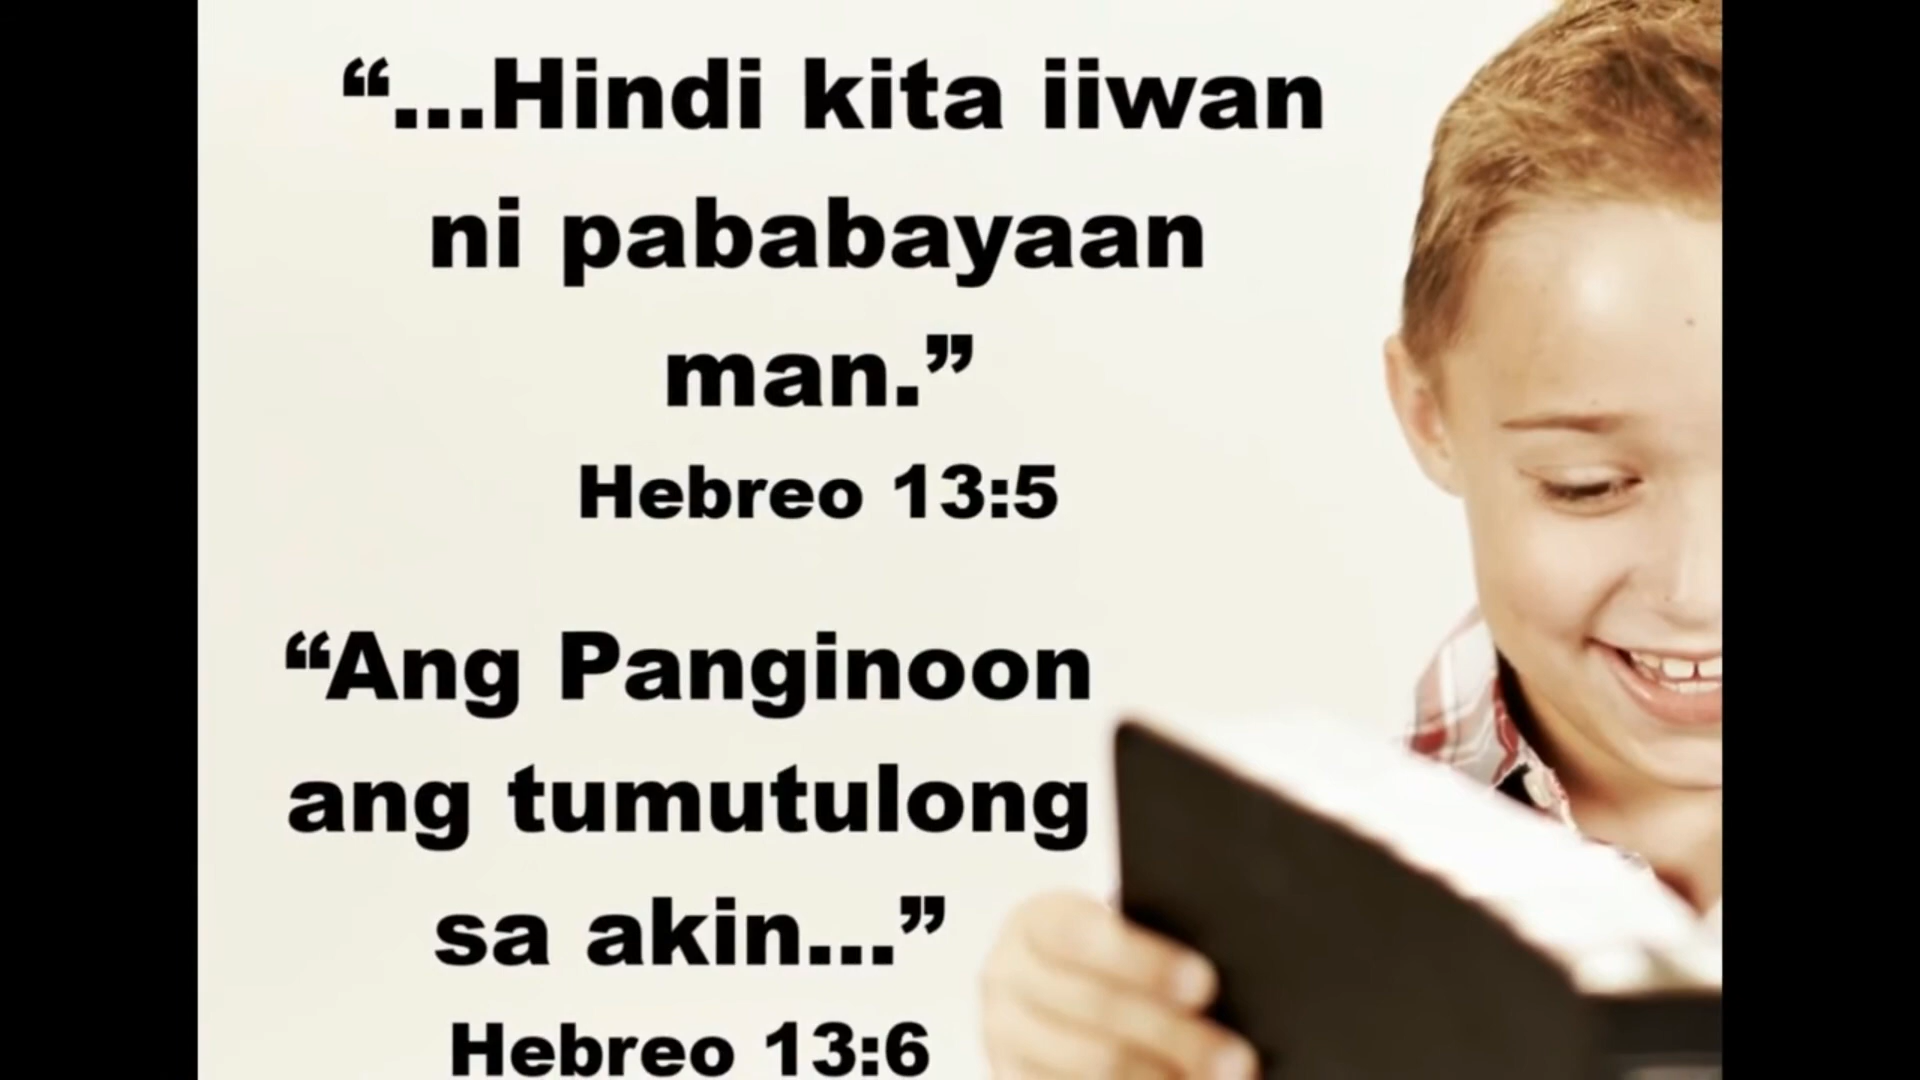 “...Hindi kita iiwan
ni pababayaan
man.”
Hebreo 13:5
“Ang Panginoon
ang tumutulong
sa akin...”
Hebreo 13:6